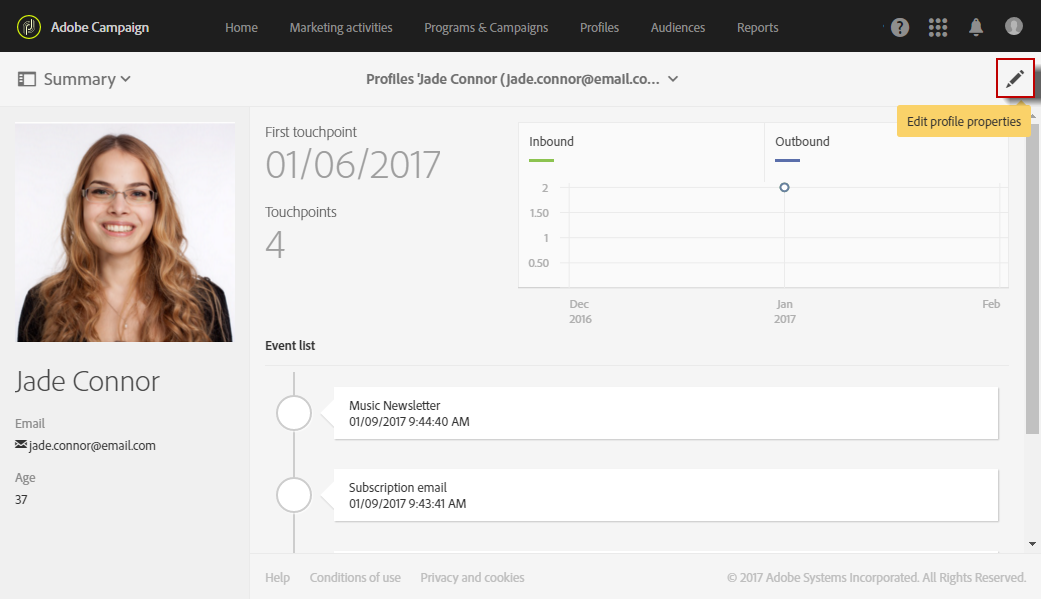 Adobe Campaign
Home
Marketing activities
Programs & Campaigns
Profiles
Audiences
Reports
?
Summary
Profiles 'Jade Connor (jade.connor@email.co...
Edit profile properties
First touchpoint
01/06/2017
Touchpoints
4
Inbound
Outbound
2
1.50
1
0.50
Dec
2016
Jan
2017
Feb
Jade Connor
Email
jade.connor@email.com
Age
37
Event list
Music Newsletter
01/09/2017 9:44:40 AM
Subscription email
01/09/2017 9:43:41 AM
Help
Conditions of use
Privacy and cookies
© 2017 Adobe Systems Incorporated. All Rights Reserved.